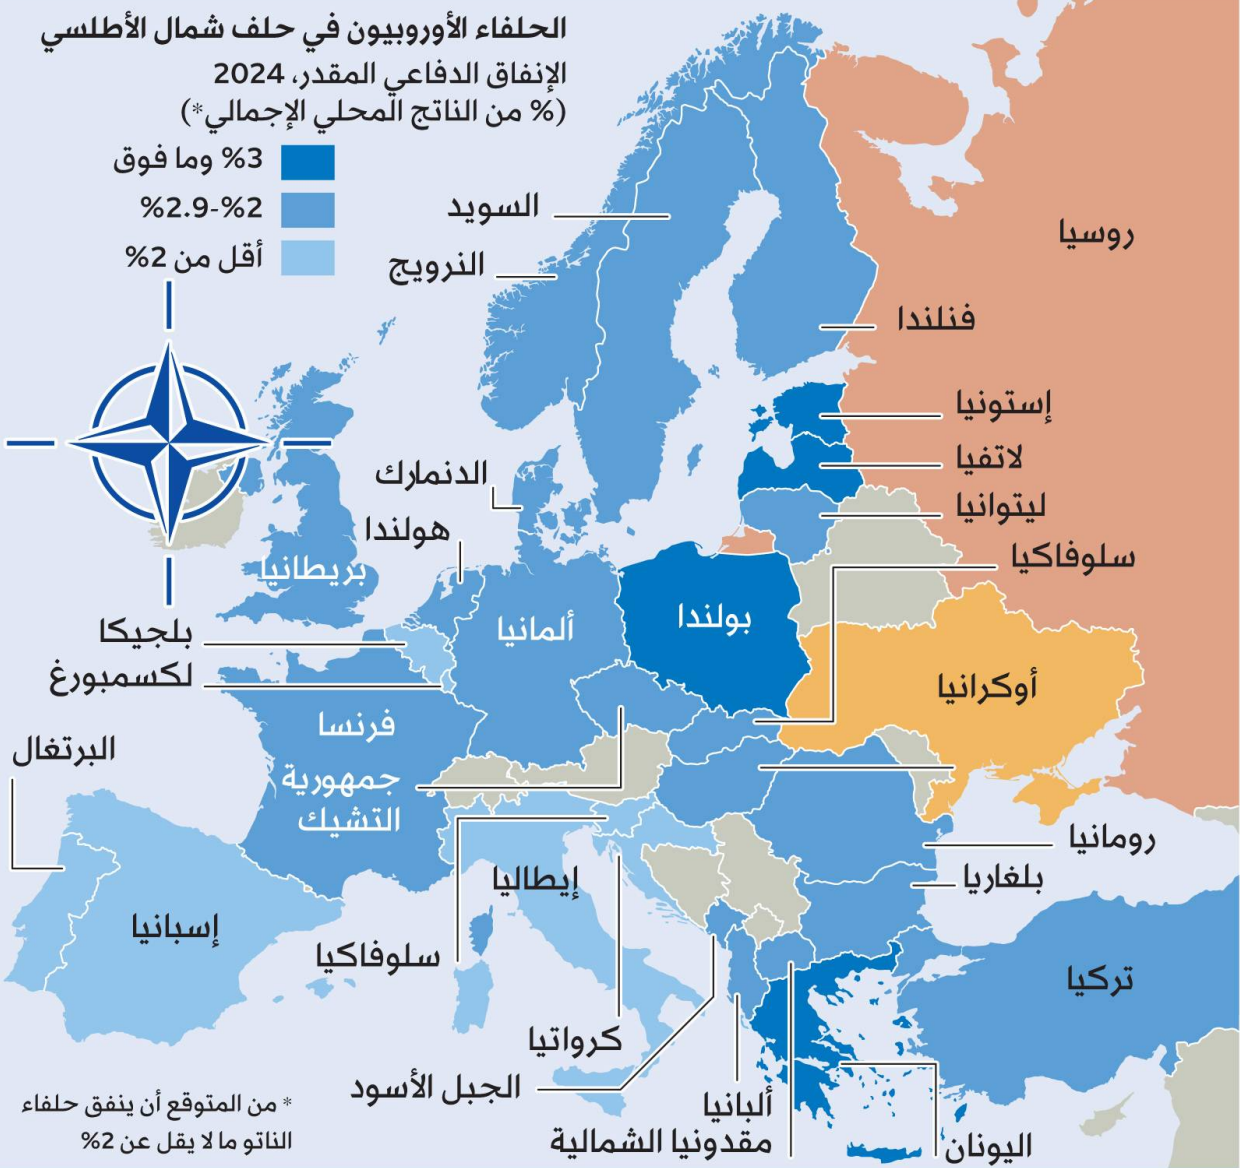 الحلفاء الأوروبيون في حلف شمال الأطلسي
الإنفاق الدفاعي المقدر، 2024
(% من الناتج المحلي الإجمالي*)
%3 وما فوق
%2.9-%2
أقل من 2%
السويد
النرويج
روسيا
فنلندا
إستونيا
لاتفيا
ليتوانيا
سلوفاكيا
الدنمارك
هولندا
بريطانيا
ألمانيا
بولندا
بلجيكا
لكسمبورغ
أوكرانيا
فرنسا
البرتغال
جمهورية
التشيك
رومانيا
بلغاريا
إيطاليا
إسبانيا
سلوفاكيا
تركيا
كرواتيا
الجبل الأسود
ألبانيا
مقدونيا الشمالية
اليونان
* من المتوقع أن ينفق حلفاء
الناتو ما لا يقل عن 2%